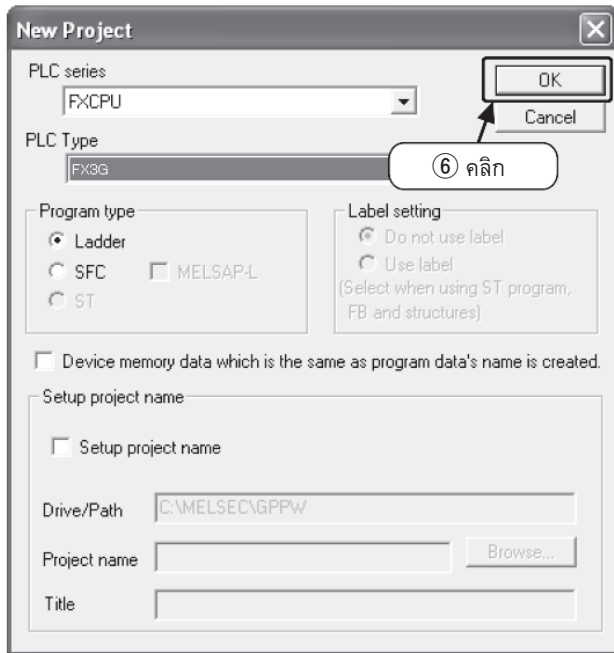 New Project
PLC series
FXCPU
OK
Cancel
PLC Type
FX3G
⑥ คลิก
Program type
Ladder
SFC
MELSAP-L
ST
Label setting
Do not use label
Use label
(Select when using ST program,
FB and structures)
Device memory data which is the same as program data's name is created.
Setup project name
Setup project name
Drive/Path
C:\MELSEC\GPPW
Project name
Browse...
Title